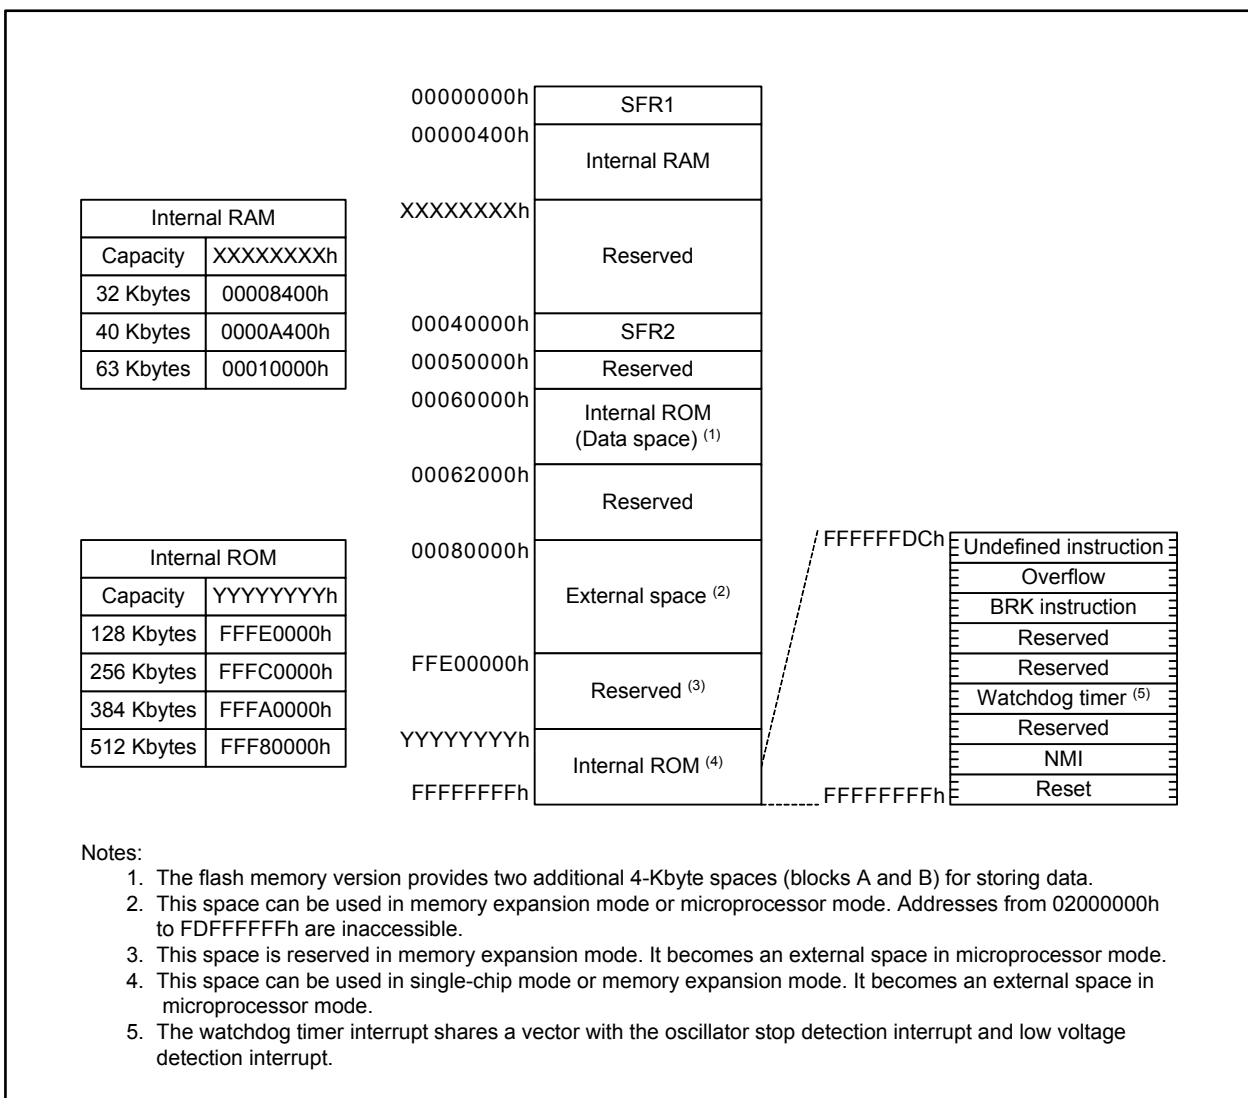 00000000h
SFR1
00000400h
Internal RAM
XXXXXXXXh
Reserved
00040000h
SFR2
00050000h
Reserved
00060000h
Internal ROM
(Data space) (1)
00062000h
Reserved
00080000h
External space (2)
FFE00000h
Reserved (3)
YYYYYYYYh
Internal ROM (4)
FFFFFFFFh
Internal RAM
Capacity XXXXXXXXh
32 Kbytes 00008400h
40 Kbytes 0000A400h
63 Kbytes 00010000h
Internal ROM
Capacity YYYYYYYYh
128 Kbytes FFFE0000h
256 Kbytes FFFC0000h
384 Kbytes FFFA0000h
512 Kbytes FFF80000h
FFFFFFDCh
Undefined instruction
Overflow
BRK instruction
Reserved
Reserved
Watchdog timer (5)
Reserved
NMI
Reset
FFFFFFFFh
Notes:
1. The flash memory version provides two additional 4-Kbyte spaces (blocks A and B) for storing data.
2. This space can be used in memory expansion mode or microprocessor mode. Addresses from 02000000h
to FDFFFFFFh are inaccessible.
3. This space is reserved in memory expansion mode. It becomes an external space in microprocessor mode.
4. This space can be used in single-chip mode or memory expansion mode. It becomes an external space in
microprocessor mode.
5. The watchdog timer interrupt shares a vector with the oscillator stop detection interrupt and low voltage
detection interrupt.